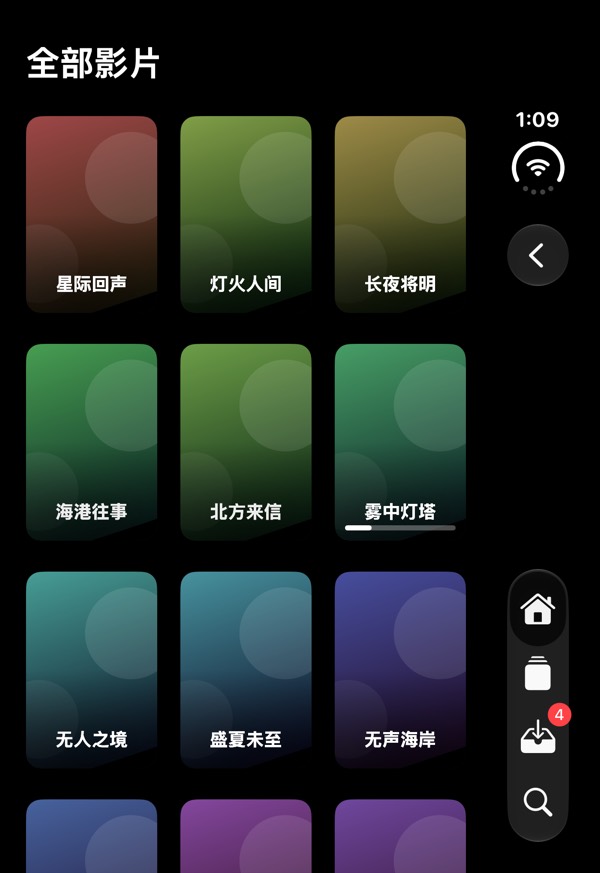 全部影片
1:09
星际回声
灯火人间
长夜将明
海港往事
北方来信
雾中灯塔
无人之境
盛夏未至
无声海岸
4